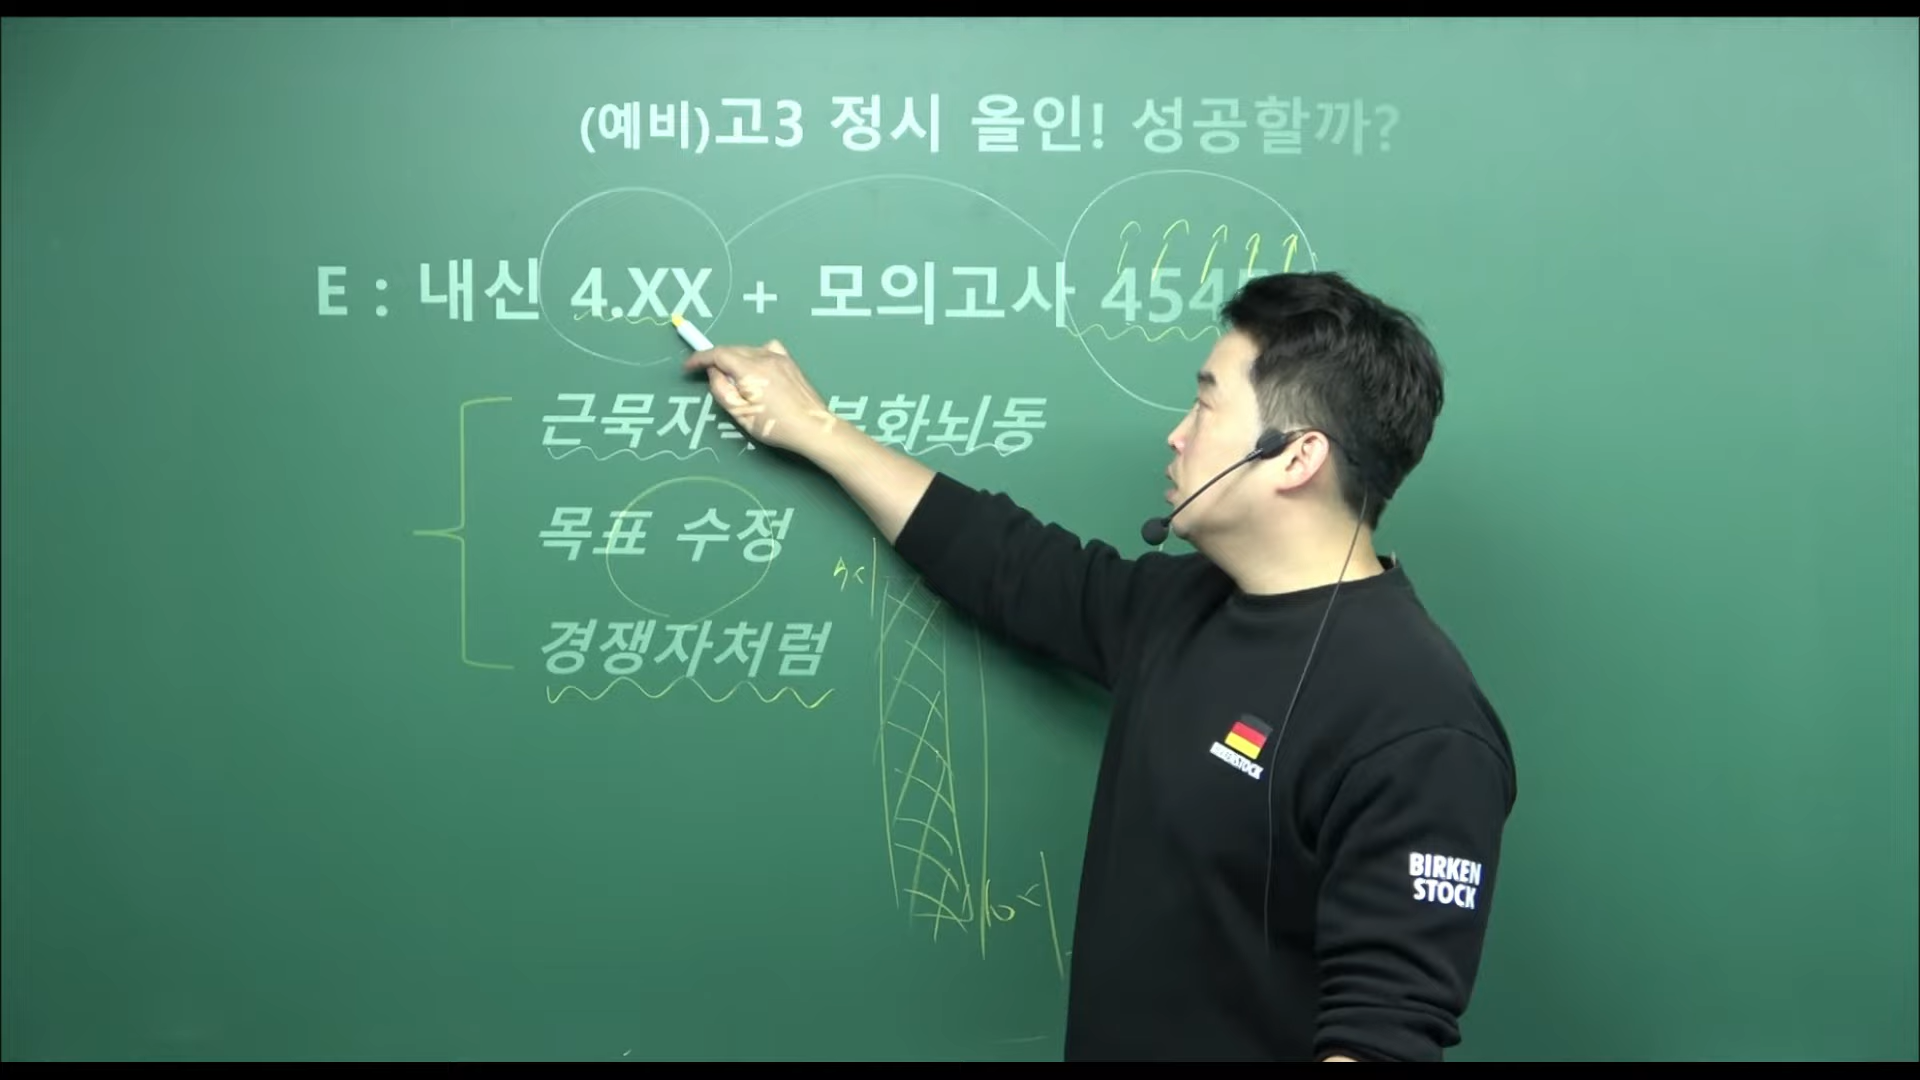 (예비)고3 정시 올인! 성공할까?
E : 내신 4.XX + 모의고사 454
근묵자 화뇌동
목표 수정
경쟁자처럼
BIRKENSTOCK
BIRKEN
STOCK